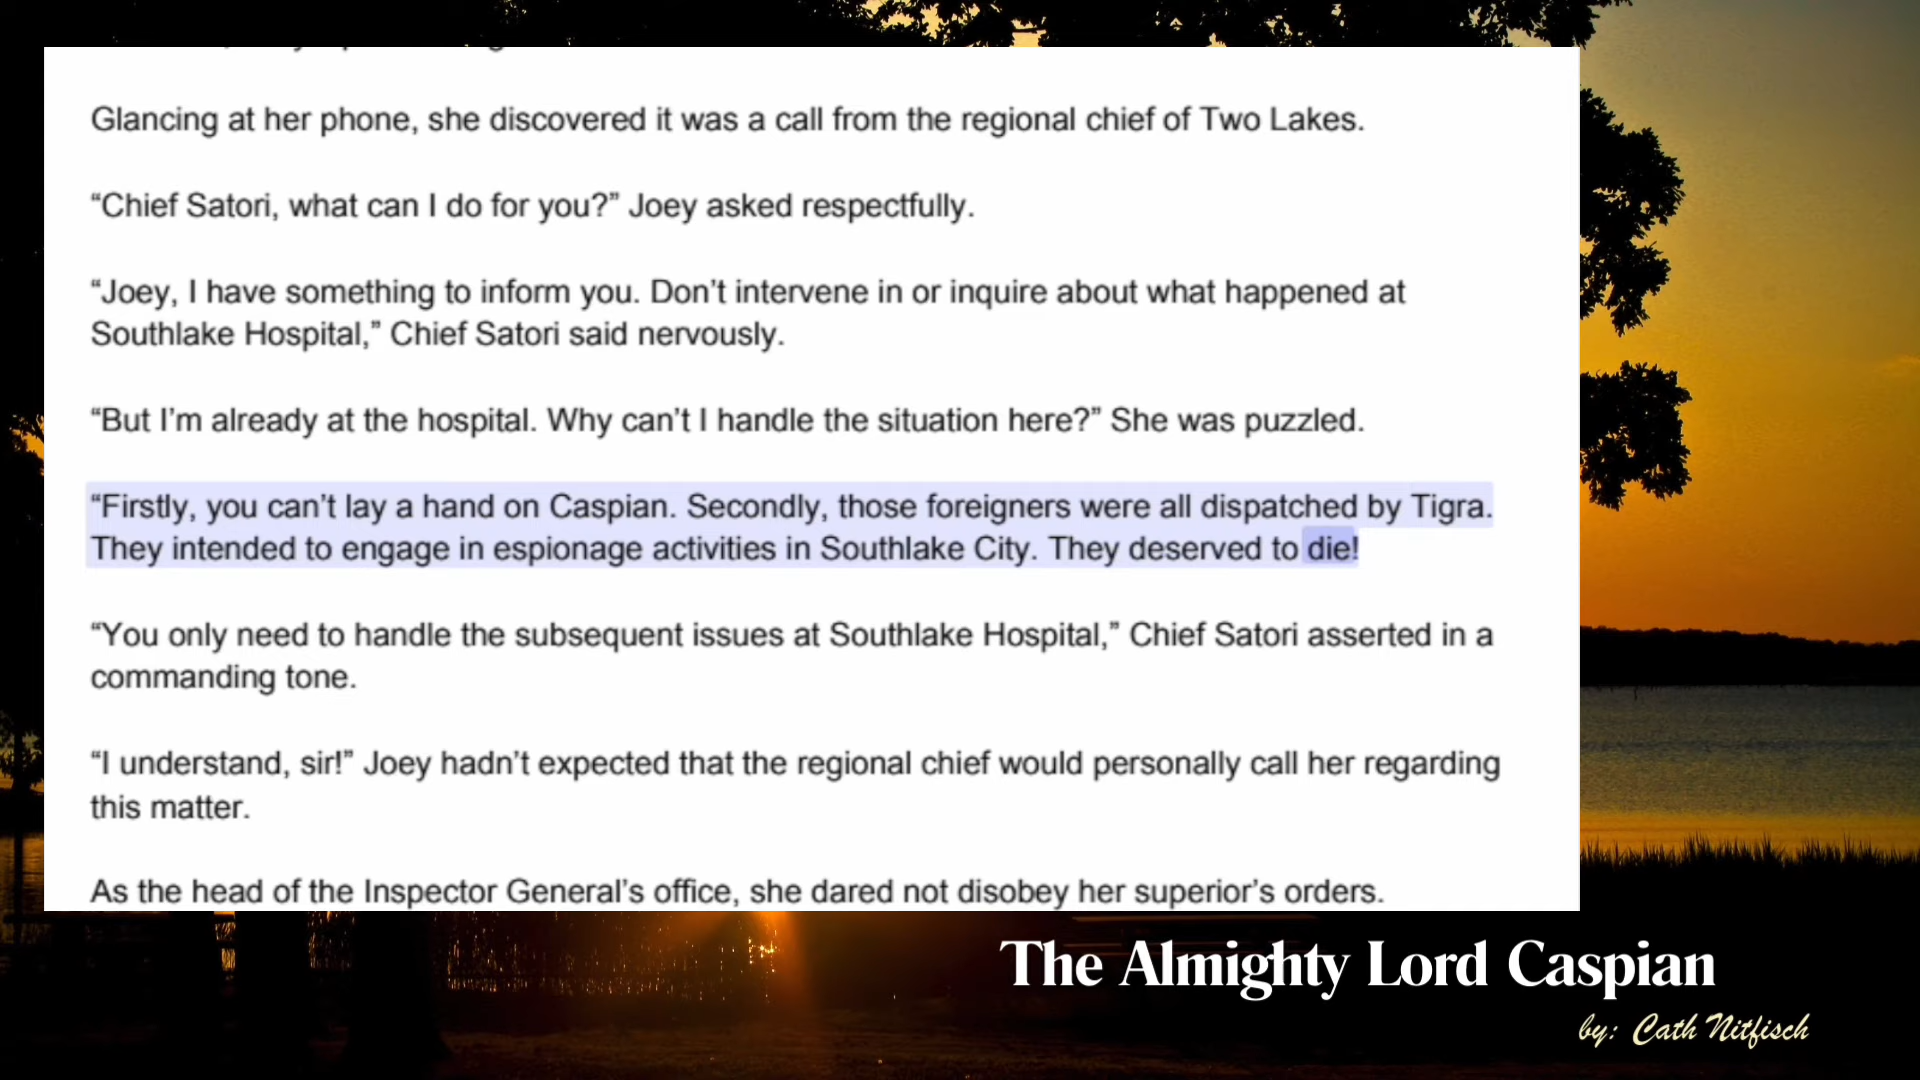 Glancing at her phone, she discovered it was a call from the regional chief of Two Lakes.
“Chief Satori, what can I do for you?” Joey asked respectfully.
“Joey, I have something to inform you. Don’t intervene in or inquire about what happened at
Southlake Hospital,” Chief Satori said nervously.
“But I’m already at the hospital. Why can’t I handle the situation here?” She was puzzled.
“Firstly, you can’t lay a hand on Caspian. Secondly, those foreigners were all dispatched by Tigra.
They intended to engage in espionage activities in Southlake City. They deserved to die!
“You only need to handle the subsequent issues at Southlake Hospital,” Chief Satori asserted in a
commanding tone.
“I understand, sir!” Joey hadn’t expected that the regional chief would personally call her regarding
this matter.
As the head of the Inspector General’s office, she dared not disobey her superior’s orders.
The Almighty Lord Caspian
by: Cath Nitfisch